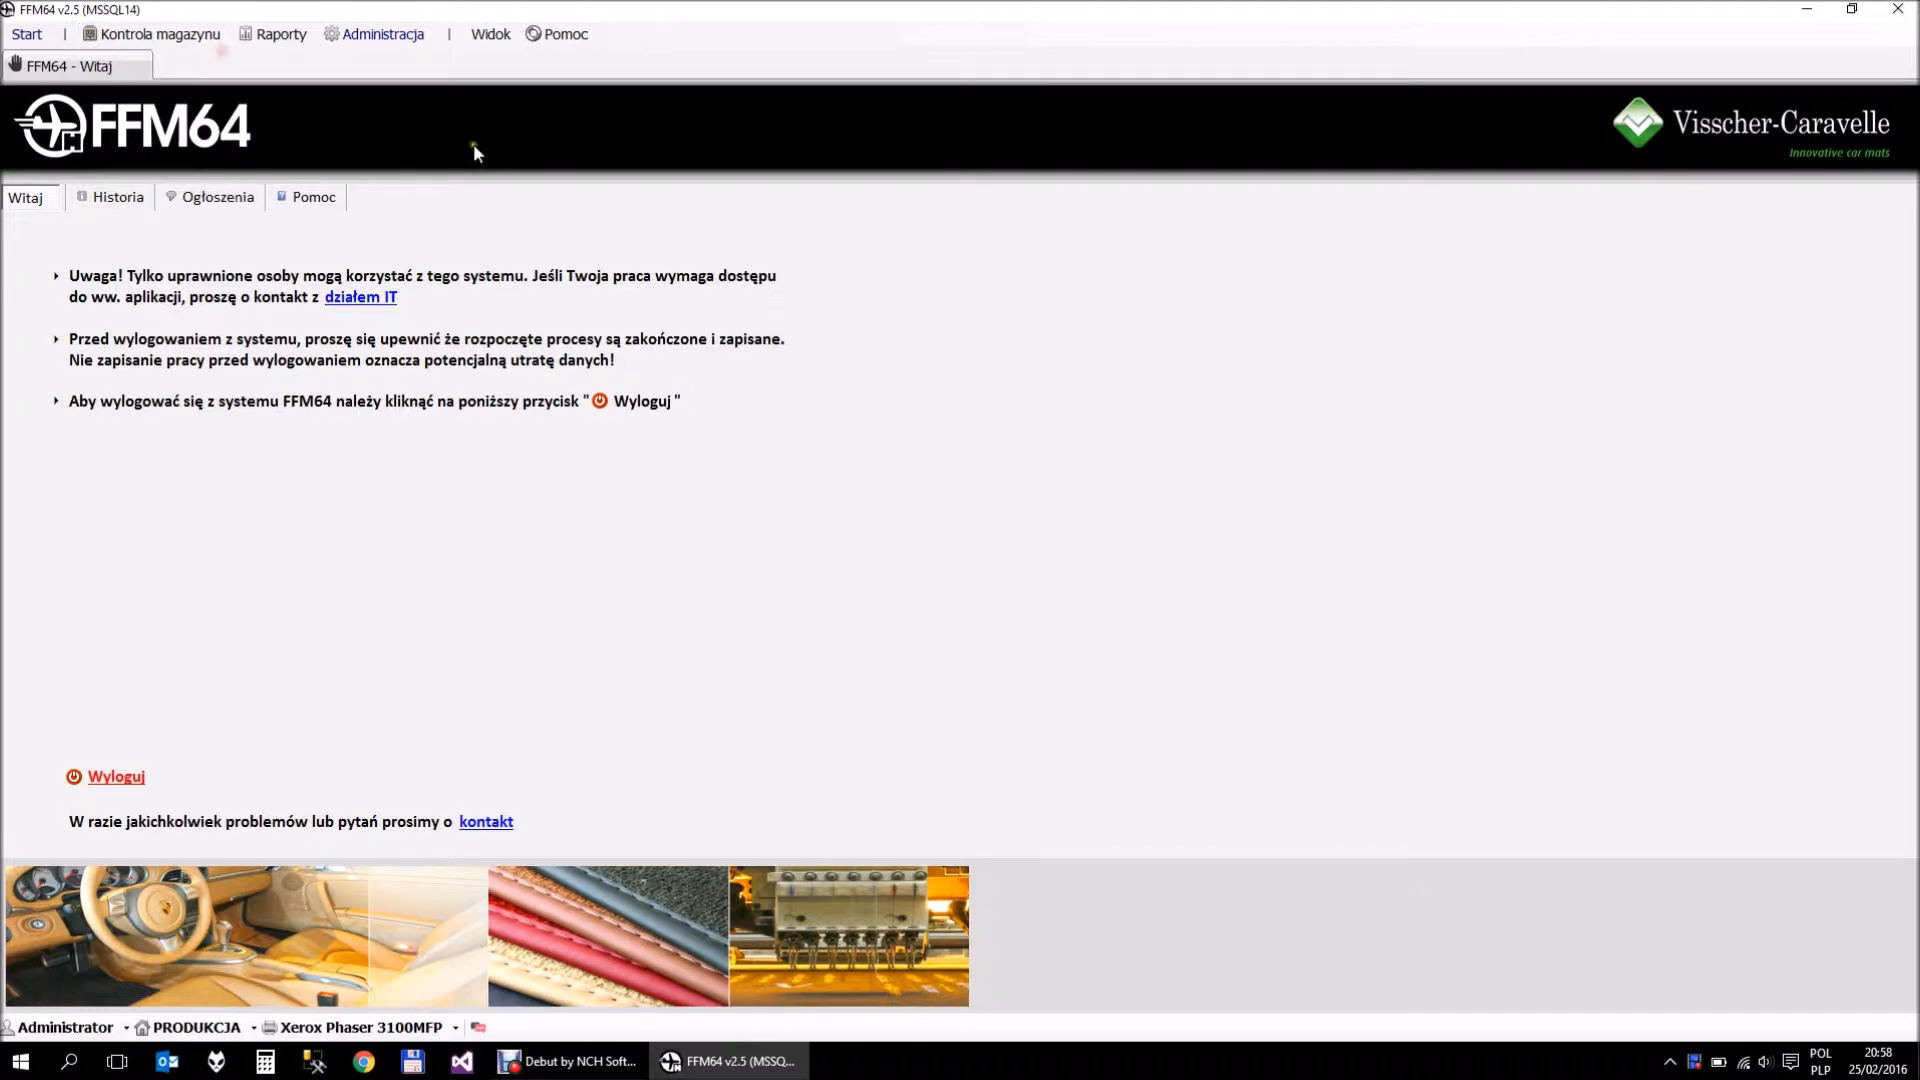 FFM64 v2.5 (MSSQL14)
Start | Kontrola magazynu Raporty Administracja | Widok Pomoc
FFM64 - Witaj
FFM64
Visscher-Caravelle
Innovative car mats
Witaj Historia Ogłoszenia Pomoc
Uwaga! Tylko uprawnione osoby mogą korzystać z tego systemu. Jeśli Twoja praca wymaga dostępu
do ww. aplikacji, proszę o kontakt z działem IT
Przed wylogowaniem z systemu, proszę się upewnić że rozpoczęte procesy są zakończone i zapisane.
Nie zapisanie pracy przed wylogowaniem oznacza potencjalną utratę danych!
Aby wylogować się z systemu FFM64 należy kliknąć na poniższy przycisk " Wyloguj "
Wyloguj
W razie jakichkolwiek problemów lub pytań prosimy o kontakt
Administrator PRODUKCJA Xerox Phaser 3100MFP
Debut by NCH Soft... FFM64 v2.5 (MSSQ...
POL
PLP
20:58
25/02/2016